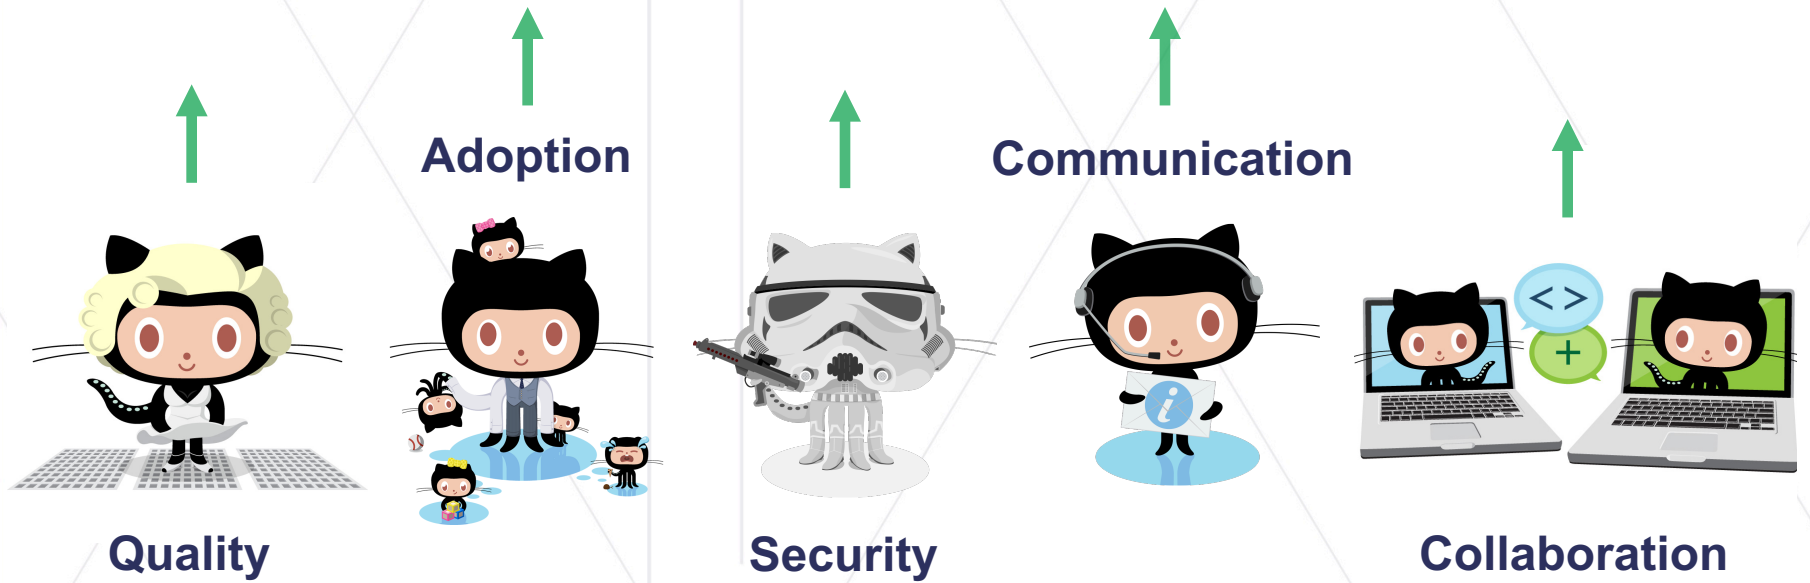 Adoption
Communication
< >
+
i
Quality
Security
Collaboration